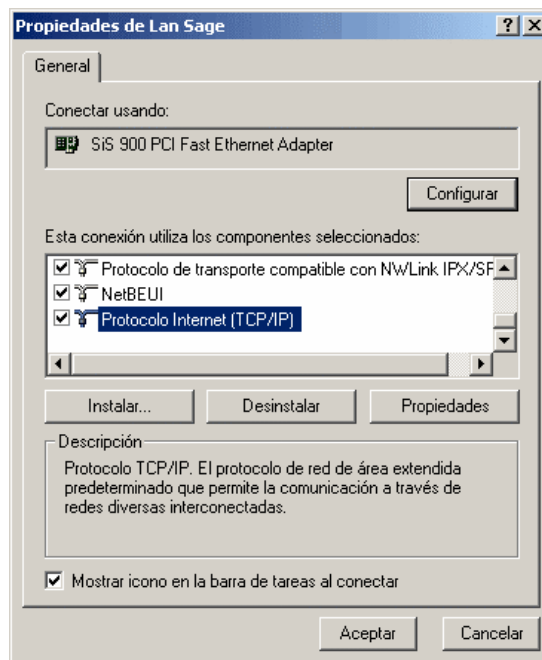 Propiedades de Lan Sage
General
Conectar usando:
SiS 900 PCI Fast Ethernet Adapter
Configurar
Esta conexión utiliza los componentes seleccionados:
Protocolo de transporte compatible con NWLink IPX/SF
NetBEUI
Protocolo Internet (TCP/IP)
Instalar... Desinstalar Propiedades
Descripción
Protocolo TCP/IP. El protocolo de red de área extendida
predeterminado que permite la comunicación a través de
redes diversas interconectadas.
Mostrar icono en la barra de tareas al conectar
Aceptar Cancelar